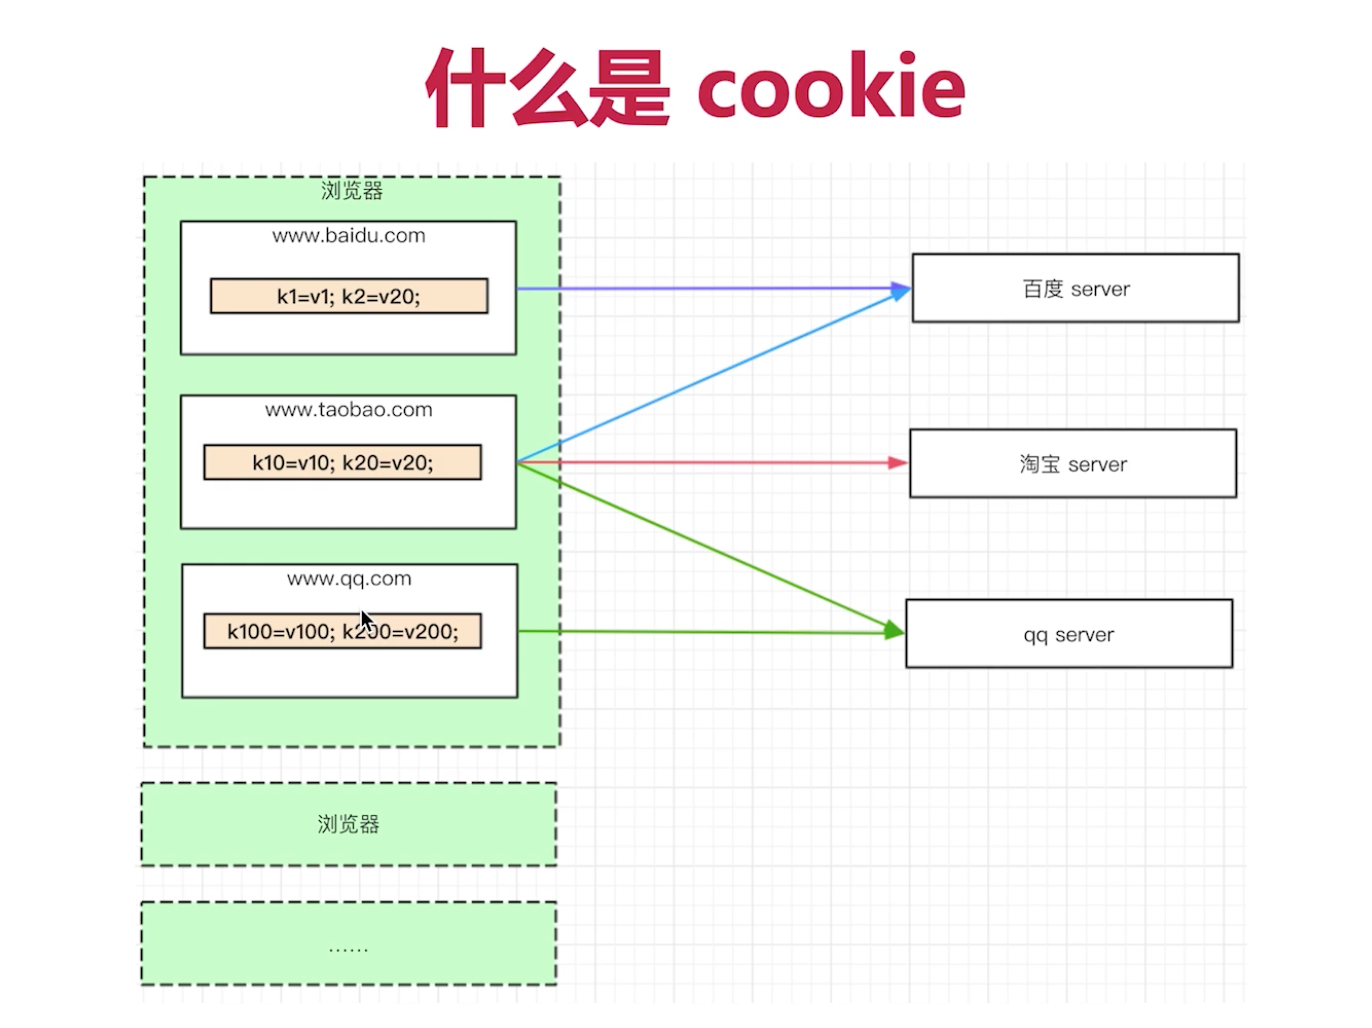 什么是 cookie
浏览器
www.baidu.com
k1=v1; k2=v20;
百度 server
www.taobao.com
k10=v10; k20=v20;
淘宝 server
www.qq.com
k100=v100; k200=v200;
qq server
浏览器
……